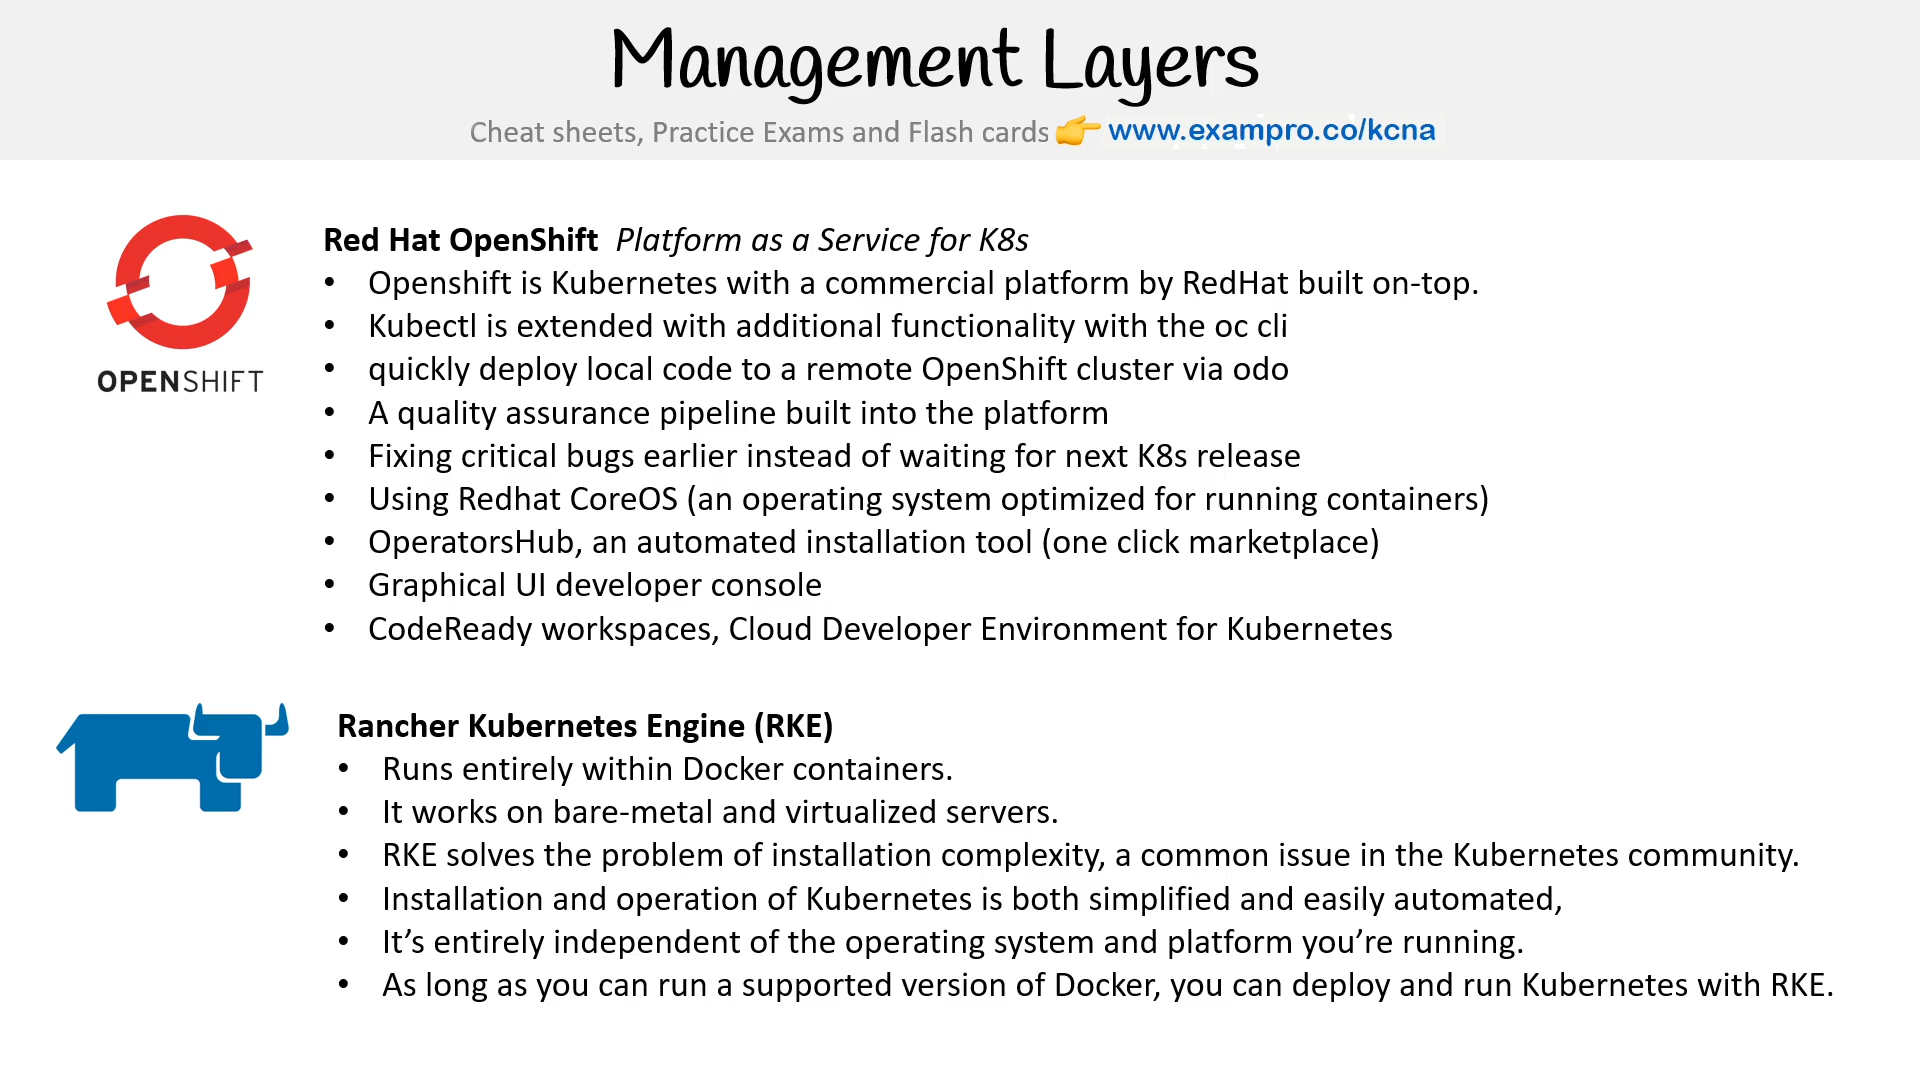 Management Layers
Cheat sheets, Practice Exams and Flash cards 👉 www.exampro.co/kcna
OPENSHIFT
Red Hat OpenShift Platform as a Service for K8s
• Openshift is Kubernetes with a commercial platform by RedHat built on-top.
• Kubectl is extended with additional functionality with the oc cli
• quickly deploy local code to a remote OpenShift cluster via odo
• A quality assurance pipeline built into the platform
• Fixing critical bugs earlier instead of waiting for next K8s release
• Using Redhat CoreOS (an operating system optimized for running containers)
• OperatorsHub, an automated installation tool (one click marketplace)
• Graphical UI developer console
• CodeReady workspaces, Cloud Developer Environment for Kubernetes
Rancher Kubernetes Engine (RKE)
• Runs entirely within Docker containers.
• It works on bare-metal and virtualized servers.
• RKE solves the problem of installation complexity, a common issue in the Kubernetes community.
• Installation and operation of Kubernetes is both simplified and easily automated,
• It’s entirely independent of the operating system and platform you’re running.
• As long as you can run a supported version of Docker, you can deploy and run Kubernetes with RKE.